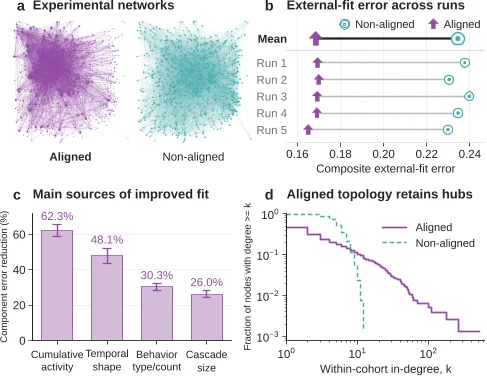 a Experimental networks
Aligned
Non-aligned
b External-fit error across runs
Non-aligned Aligned
Mean
Run 1
Run 2
Run 3
Run 4
Run 5
0.16 0.18 0.20 0.22 0.24
Composite external-fit error
c Main sources of improved fit
Component error reduction (%)
60
40
20
0
62.3%
48.1%
30.3%
26.0%
Cumulative activity
Temporal shape
Behavior type/count
Cascade size
d Aligned topology retains hubs
Fraction of nodes with degree >= k
10⁰
10⁻¹
10⁻²
10⁻³
Aligned
Non-aligned
10⁰ 10¹ 10²
Within-cohort in-degree, k